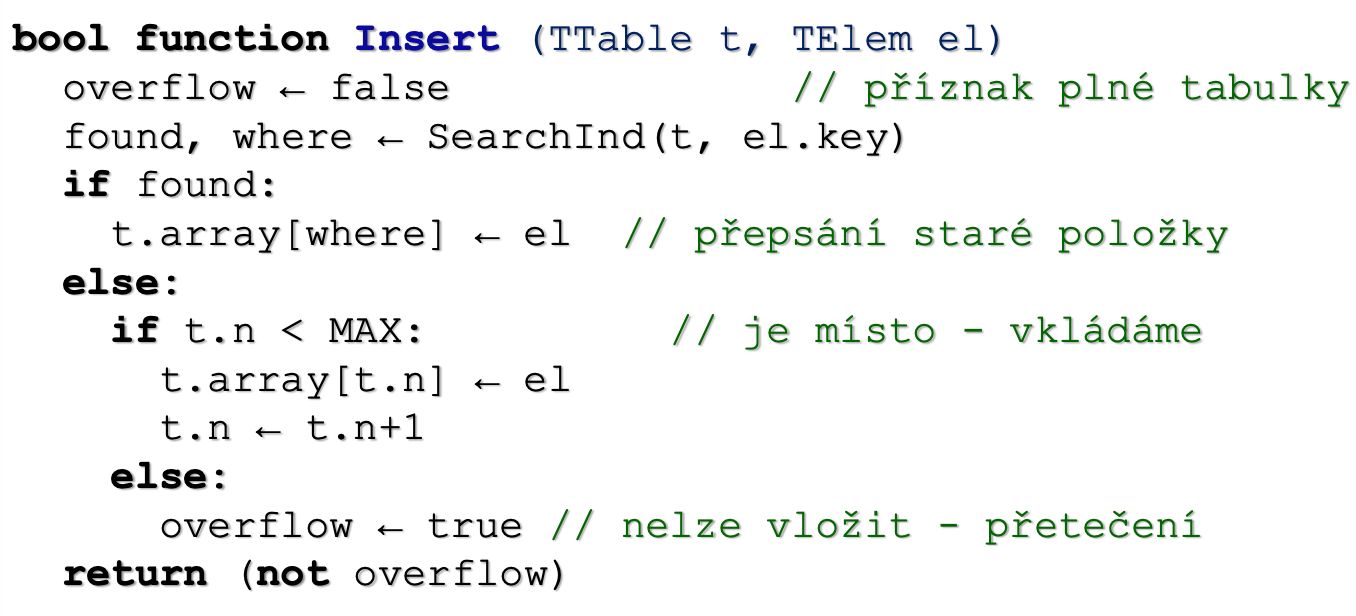 bool function Insert (TTable t, TElem el)
  overflow ← false              // příznak plné tabulky
  found, where ← SearchInd(t, el.key)
  if found:
    t.array[where] ← el  // přepsání staré položky
  else:
    if t.n < MAX:          // je místo - vkládáme
      t.array[t.n] ← el
      t.n ← t.n+1
    else:
      overflow ← true // nelze vložit - přetečení
  return (not overflow)